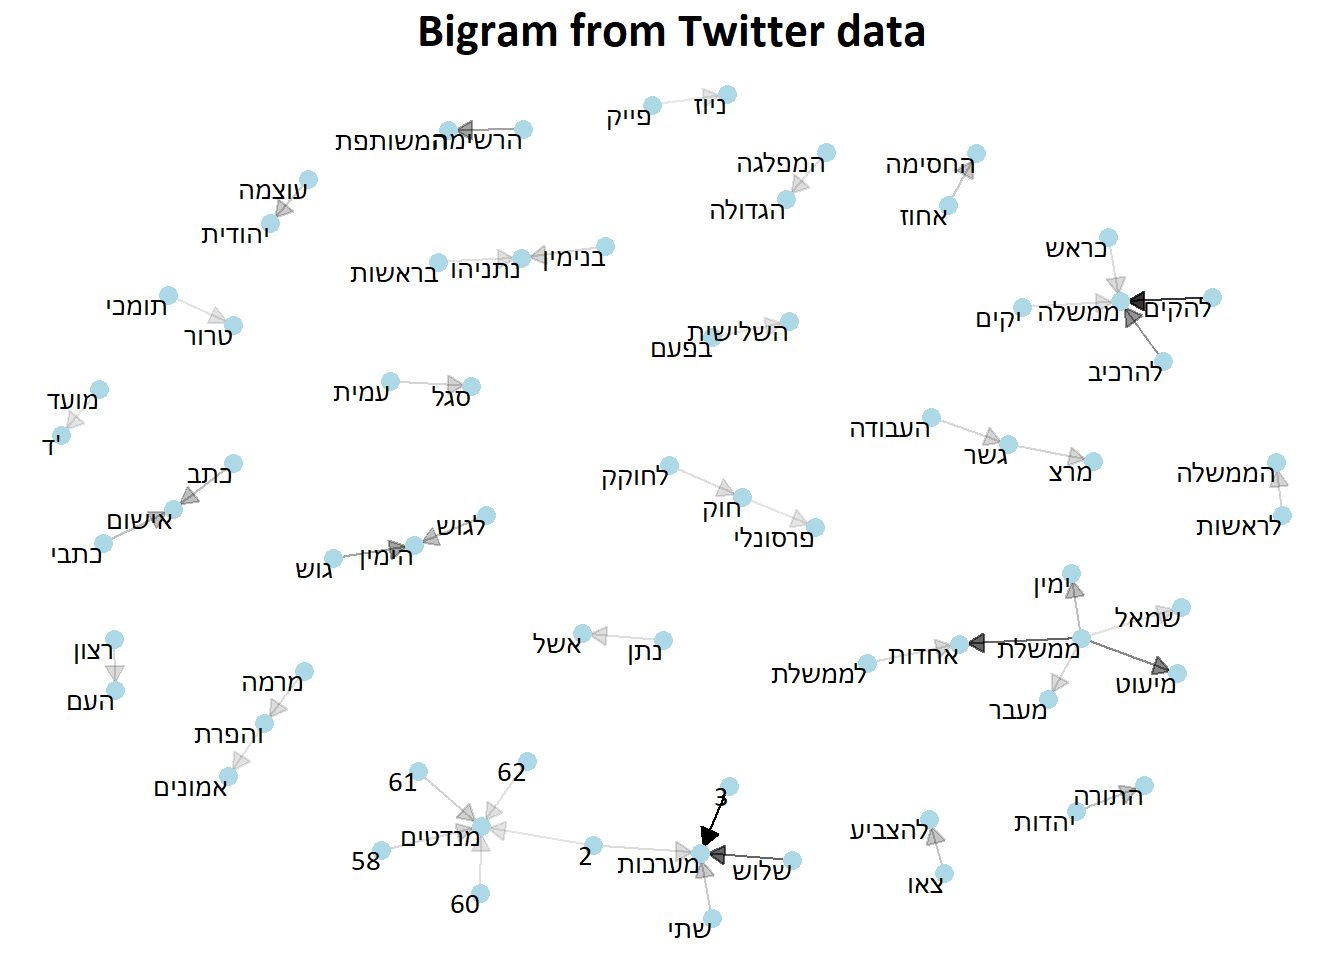 Bigram from Twitter data
פייק
ניוז
הרשימה
המשותפת
המפלגה
הגדולה
החסימה
אחוז
עוצמה
יהודית
בראש
בנימין
נתניהו
בראשות
להקים
ממשלה
יקים
להרכיב
תומכי
טרור
השלישית
בפעם
עמית
סגל
מועד
ד'
העבודה
גשר
מרצ
כתב
אישום
כתבי
לחוקק
חוק
פרסונלי
הממשלה
לראשות
לגוש
הימין
גוש
ימין
שמאל
ממשלת
אחדות
לממשלת
מיעוט
מעבר
רצון
העם
נתן
אשל
מרמה
והפרת
אמונים
61
62
מנדטים
58
60
2
3
מערכות
שלוש
שתי
התורה
יהדות
להצביע
צאו